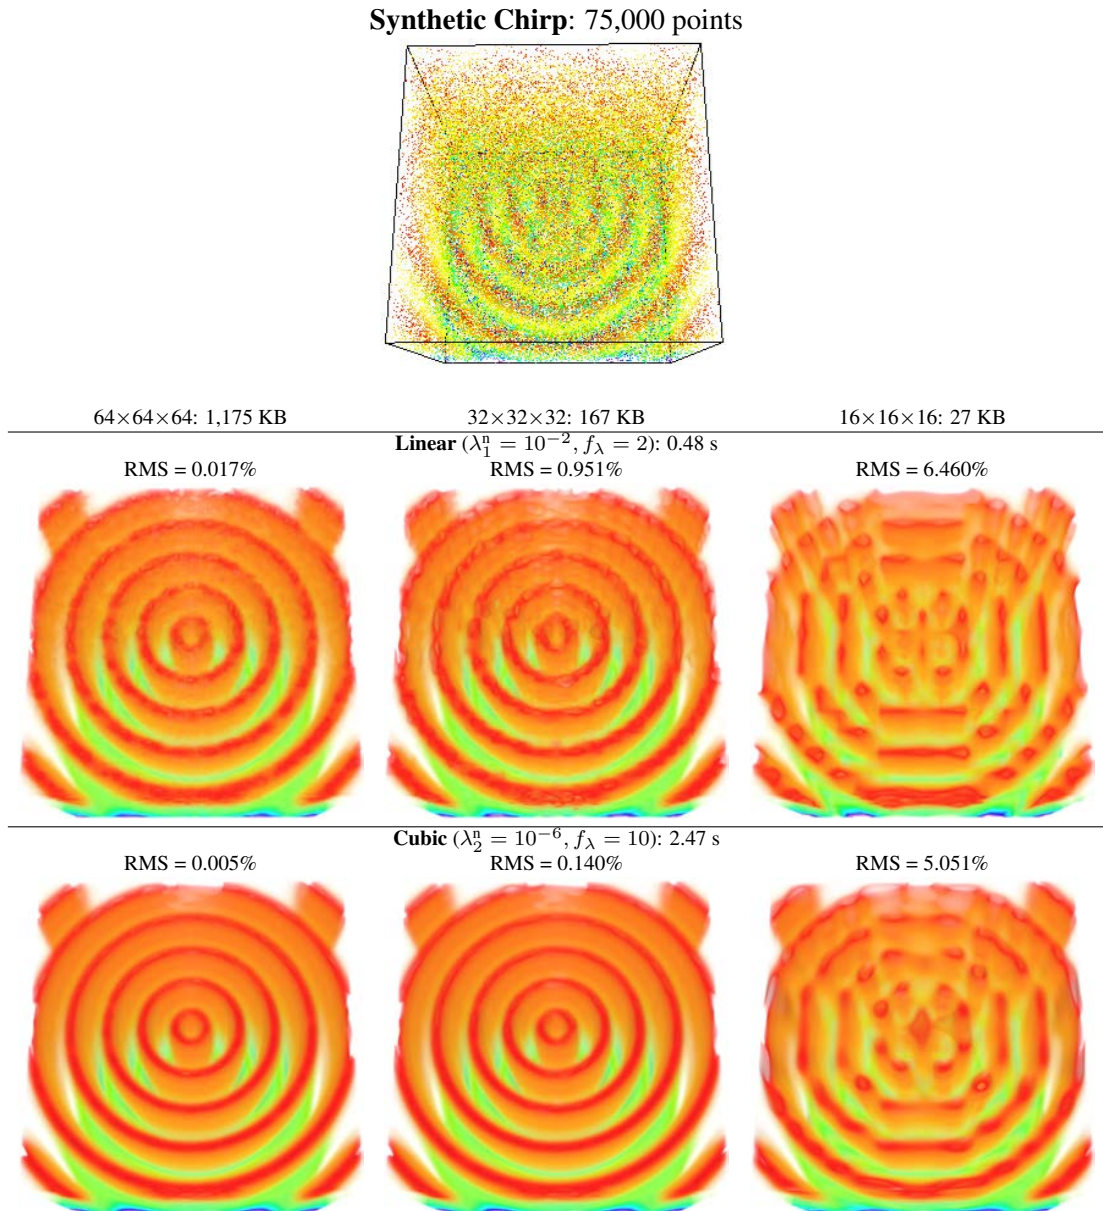 Synthetic Chirp: 75,000 points
64×64×64: 1,175 KB 32×32×32: 167 KB 16×16×16: 27 KB
Linear (λ₁ⁿ = 10⁻², f_λ = 2): 0.48 s
RMS = 0.017% RMS = 0.951% RMS = 6.460%
Cubic (λ₂ⁿ = 10⁻⁶, f_λ = 10): 2.47 s
RMS = 0.005% RMS = 0.140% RMS = 5.051%